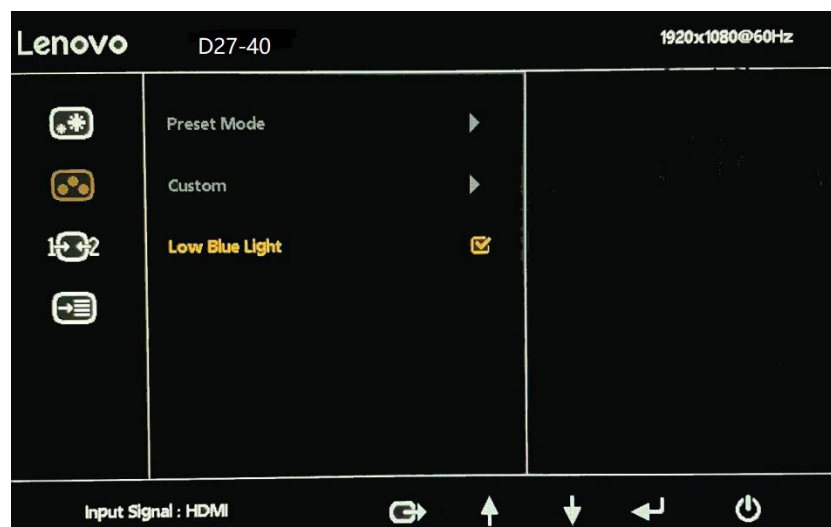 Lenovo D27-40 1920x1080@60Hz
Preset Mode
Custom
Low Blue Light
1 2
Input Signal : HDMI